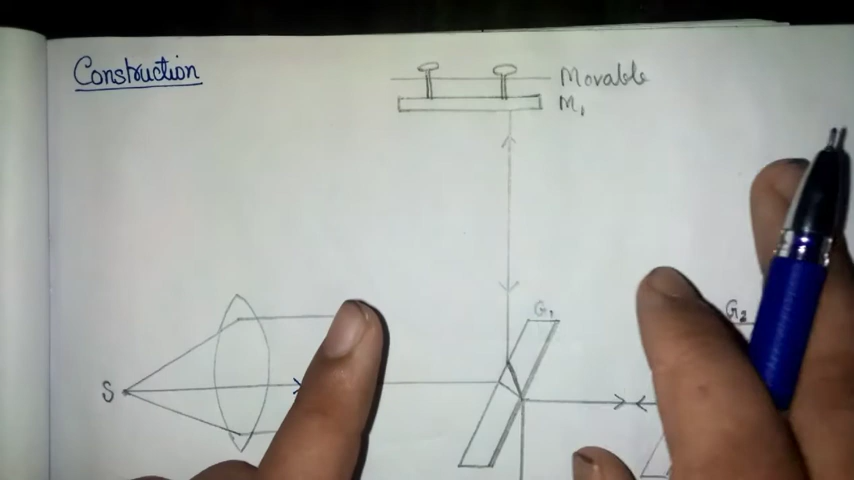 Construction
Movable
M₁
G₁
G₂
S